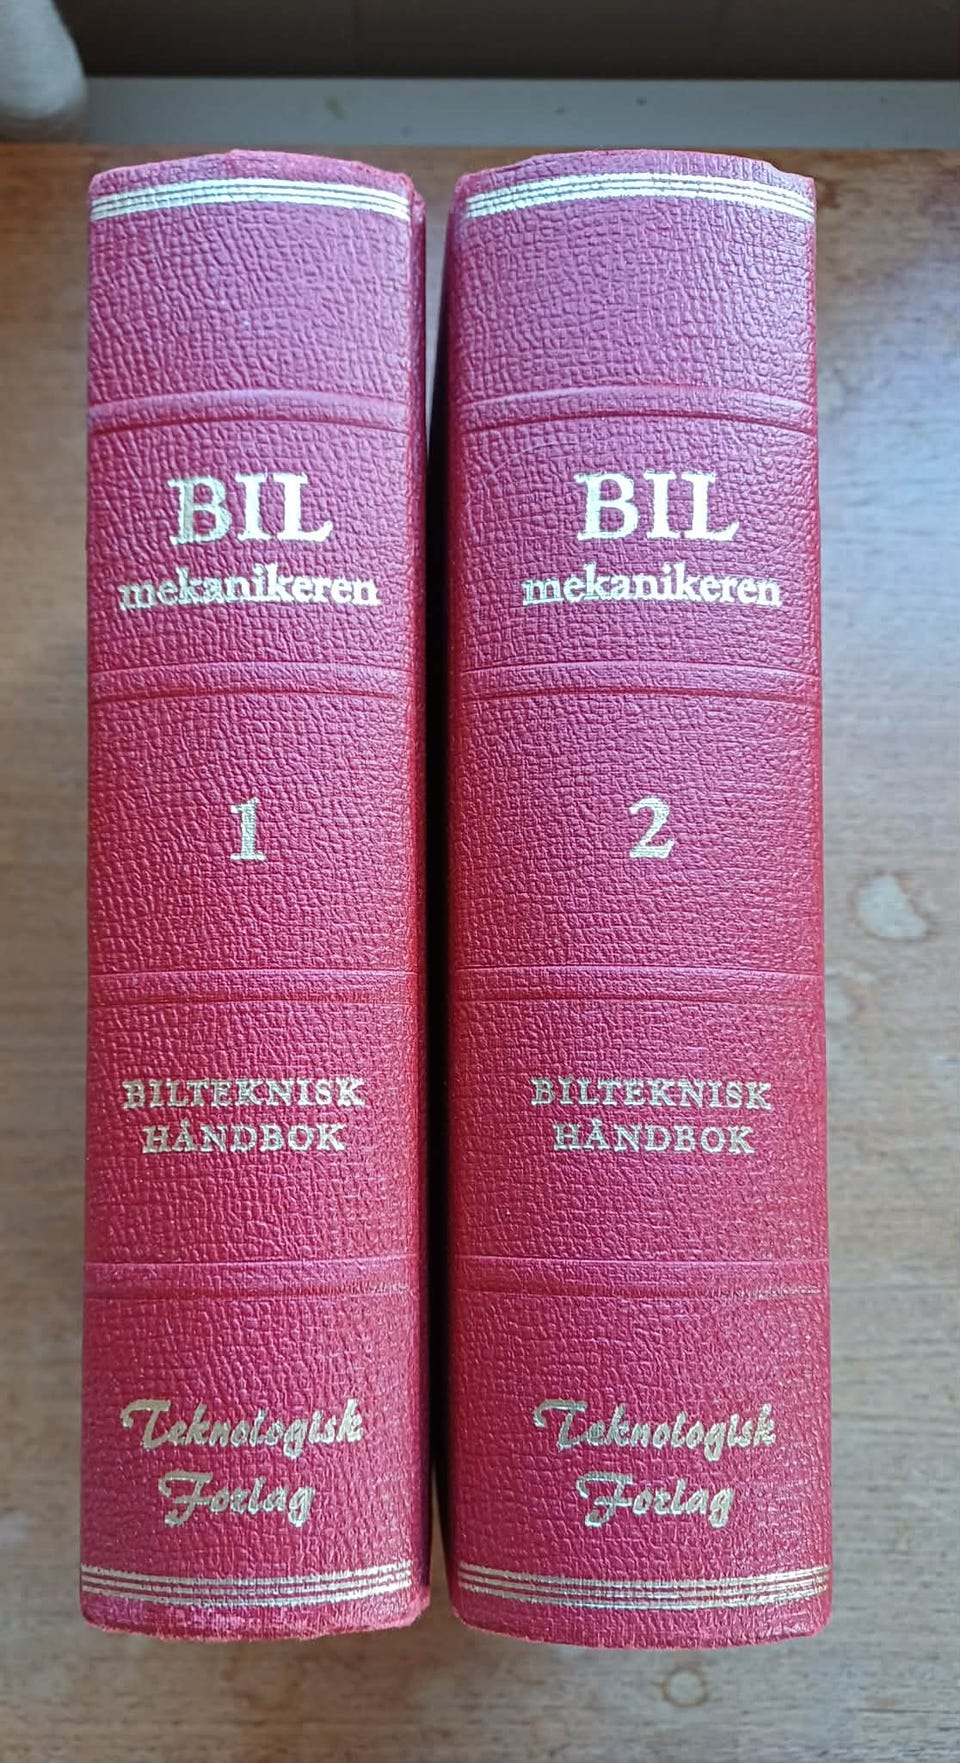 BIL
mekanikeren
1
BILTEKNISK
HÅNDBOK
Teknologisk
Forlag
BIL
mekanikeren
2
BILTEKNISK
HÅNDBOK
Teknologisk
Forlag